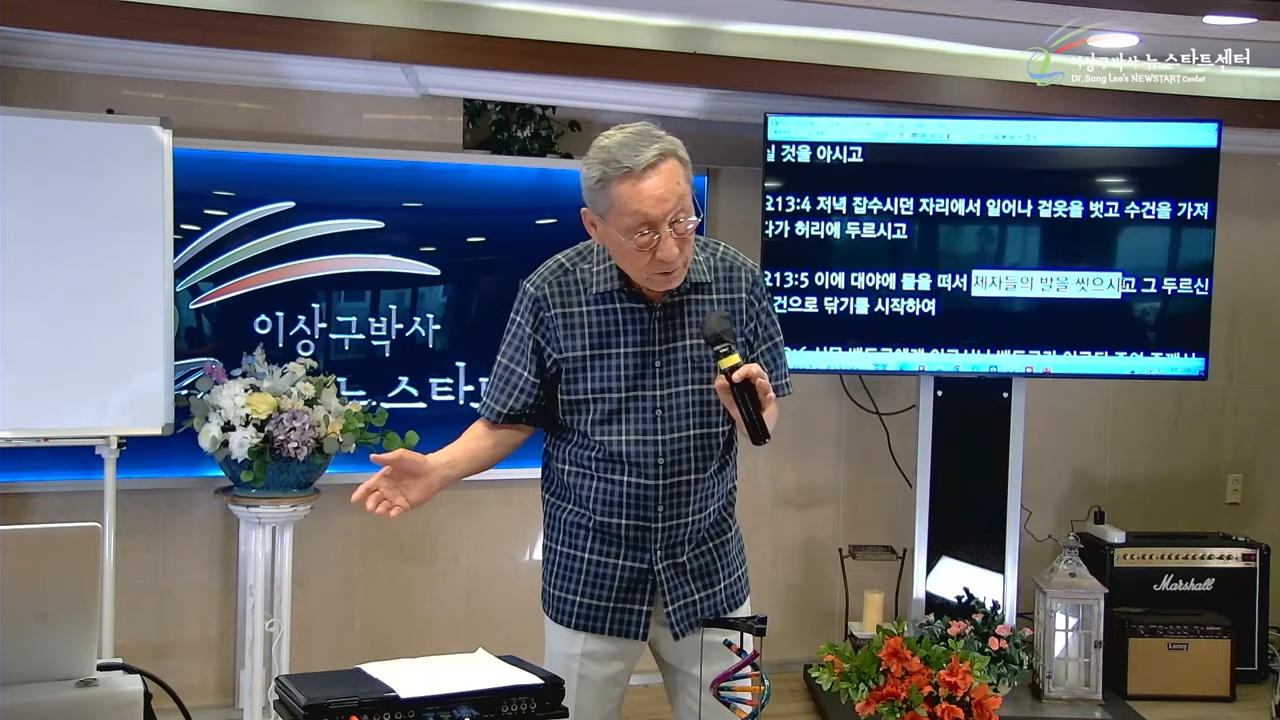 이상구박사 뉴스타트센터
Dr. Sang Lee's NEWSTART Center
실 것을 아시고
요13:4 저녁 잡수시던 자리에서 일어나 겉옷을 벗고 수건을 가져
다가 허리에 두르시고
요13:5 이에 대야에 물을 떠서 제자들의 발을 씻으시고 그 두르신
건으로 닦기를 시작하여
이상구박사
뉴스타트
Marshall
Laney